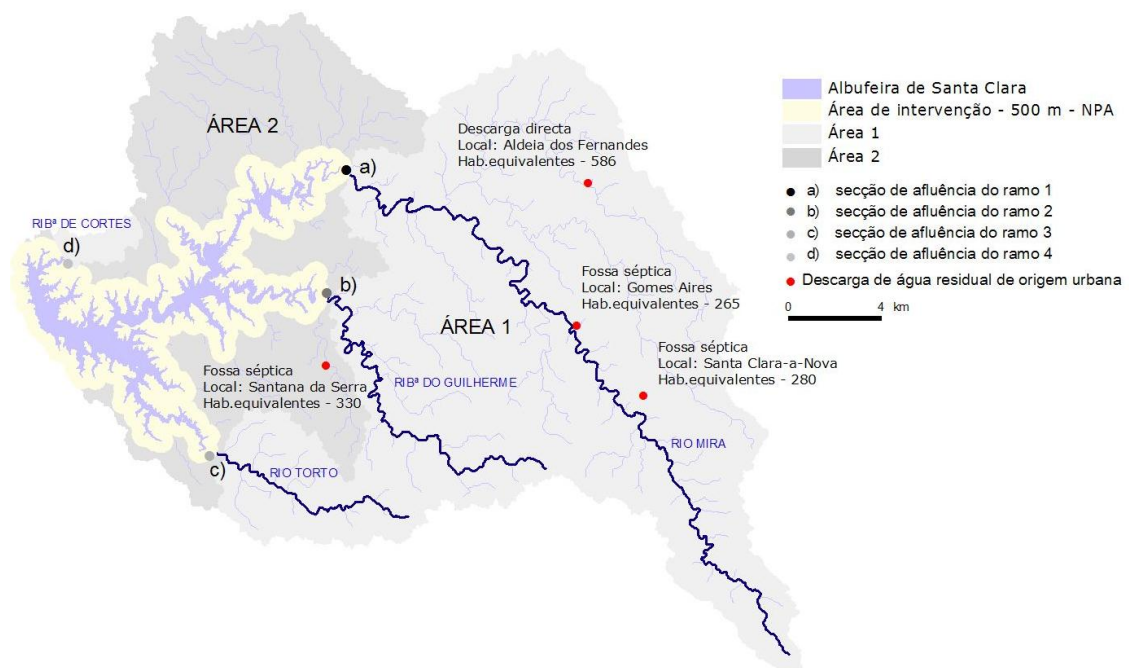 ÁREA 2
a)
Descarga directa
Local: Aldeia dos Fernandes
Hab.equivalentes - 586
RIBª DE CORTES
d)
b)
Fossa séptica
Local: Gomes Aires
Hab.equivalentes - 265
ÁREA 1
Fossa séptica
Local: Santa Clara-a-Nova
Hab.equivalentes - 280
Fossa séptica
Local: Santana da Serra
Hab.equivalentes - 330
RIBª DO GUILHERME
RIO MIRA
c)
RIO TORTO
Albufeira de Santa Clara
Área de intervenção - 500 m - NPA
Área 1
Área 2
a) secção de afluência do ramo 1
b) secção de afluência do ramo 2
c) secção de afluência do ramo 3
d) secção de afluência do ramo 4
Descarga de água residual de origem urbana
0 4 km